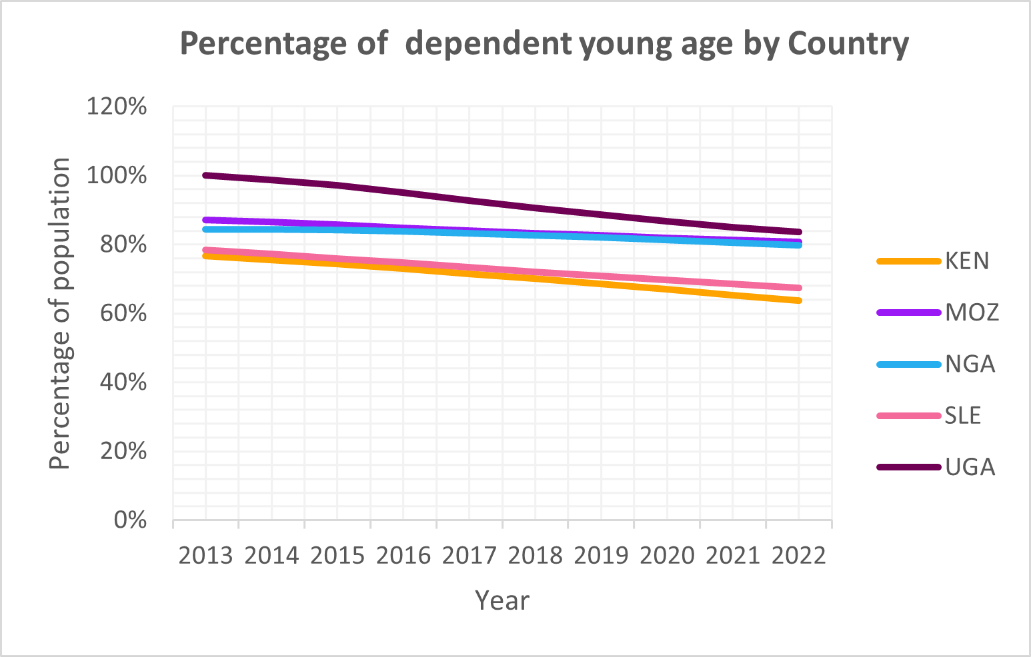 Percentage of  dependent young age by Country
Percentage of population
120%
100%
80%
60%
40%
20%
0%
2013 2014 2015 2016 2017 2018 2019 2020 2021 2022
Year
KEN
MOZ
NGA
SLE
UGA